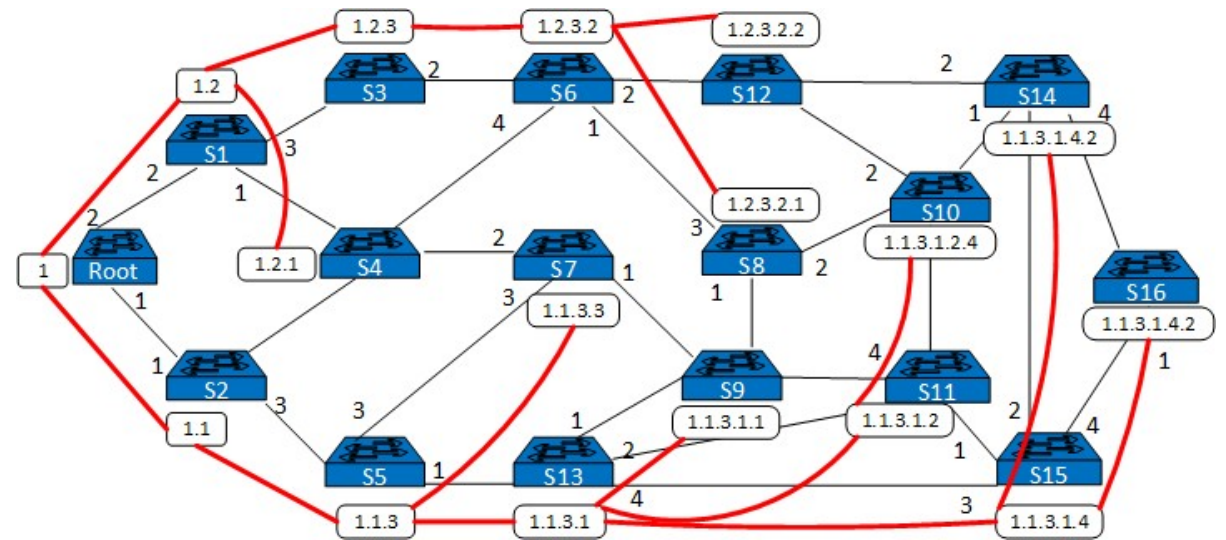 1.2.3
1.2.3.2
1.2.3.2.2
1.2
S3
2
S6
2
S12
2
S14
S1
3
4
1
1
4
1.1.3.1.4.2
2
1
2
1.2.3.2.1
S10
2
1
Root
1.2.1
S4
2
S7
1
3
S8
2
1.1.3.1.2.4
1
3
1.1.3.3
1
S16
1.1.3.1.4.2
1
S2
3
1
4
S9
S11
1.1
3
1.1.3.1.1
1.1.3.1.2
2
4
S5
1
S13
1
2
1
S15
1.1.3
1.1.3.1
4
3
1.1.3.1.4